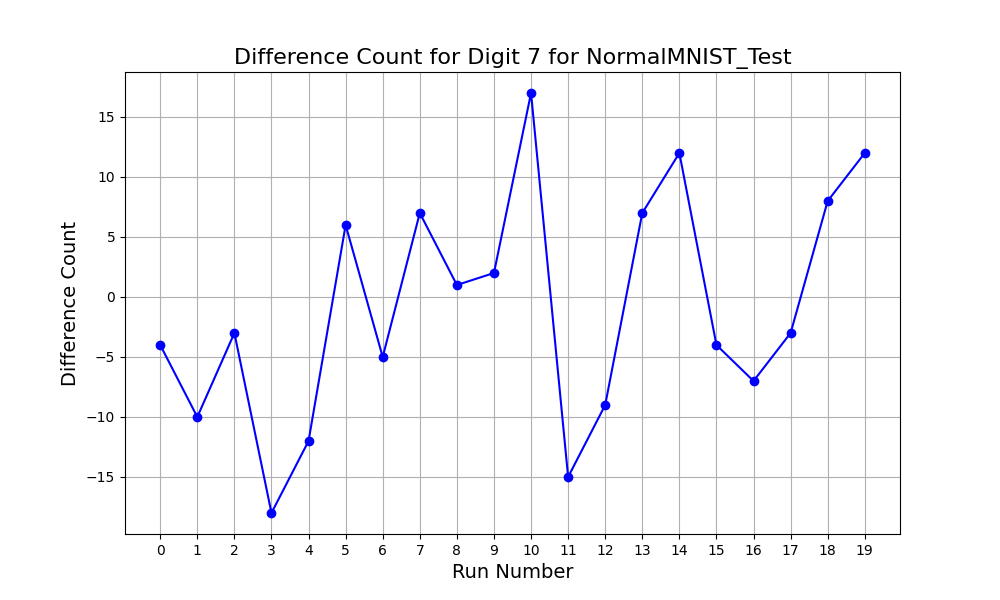 Difference Count for Digit 7 for NormalMNIST_Test
Difference Count
15
10
5
0
−5
−10
−15
0 1 2 3 4 5 6 7 8 9 10 11 12 13 14 15 16 17 18 19
Run Number